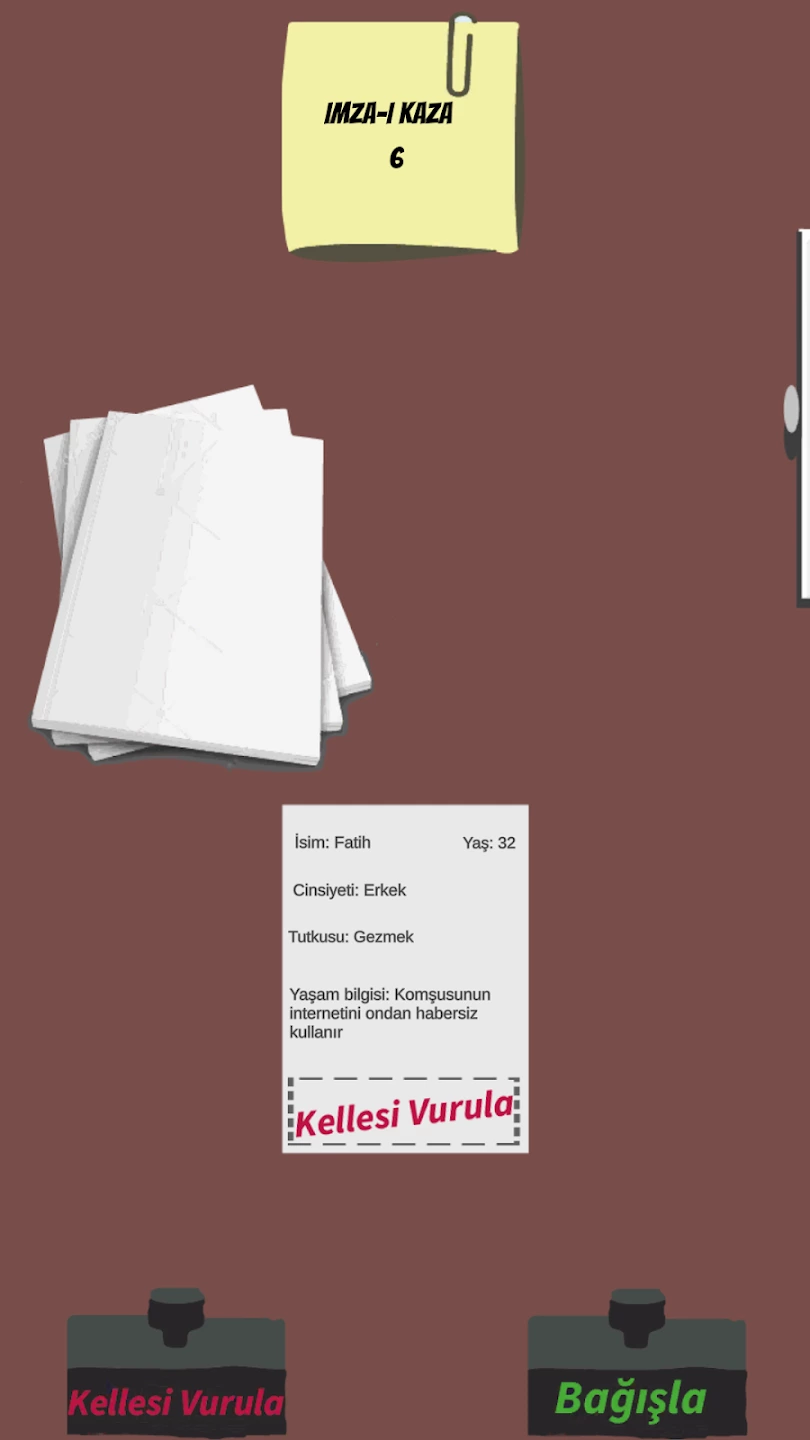 IMZA-I KAZA
6
İsim: Fatih Yaş: 32
Cinsiyeti: Erkek
Tutkusu: Gezmek
Yaşam bilgisi: Komşusunun
internetini ondan habersiz
kullanır
Kellesi Vurula
Kellesi Vurula
Bağışla